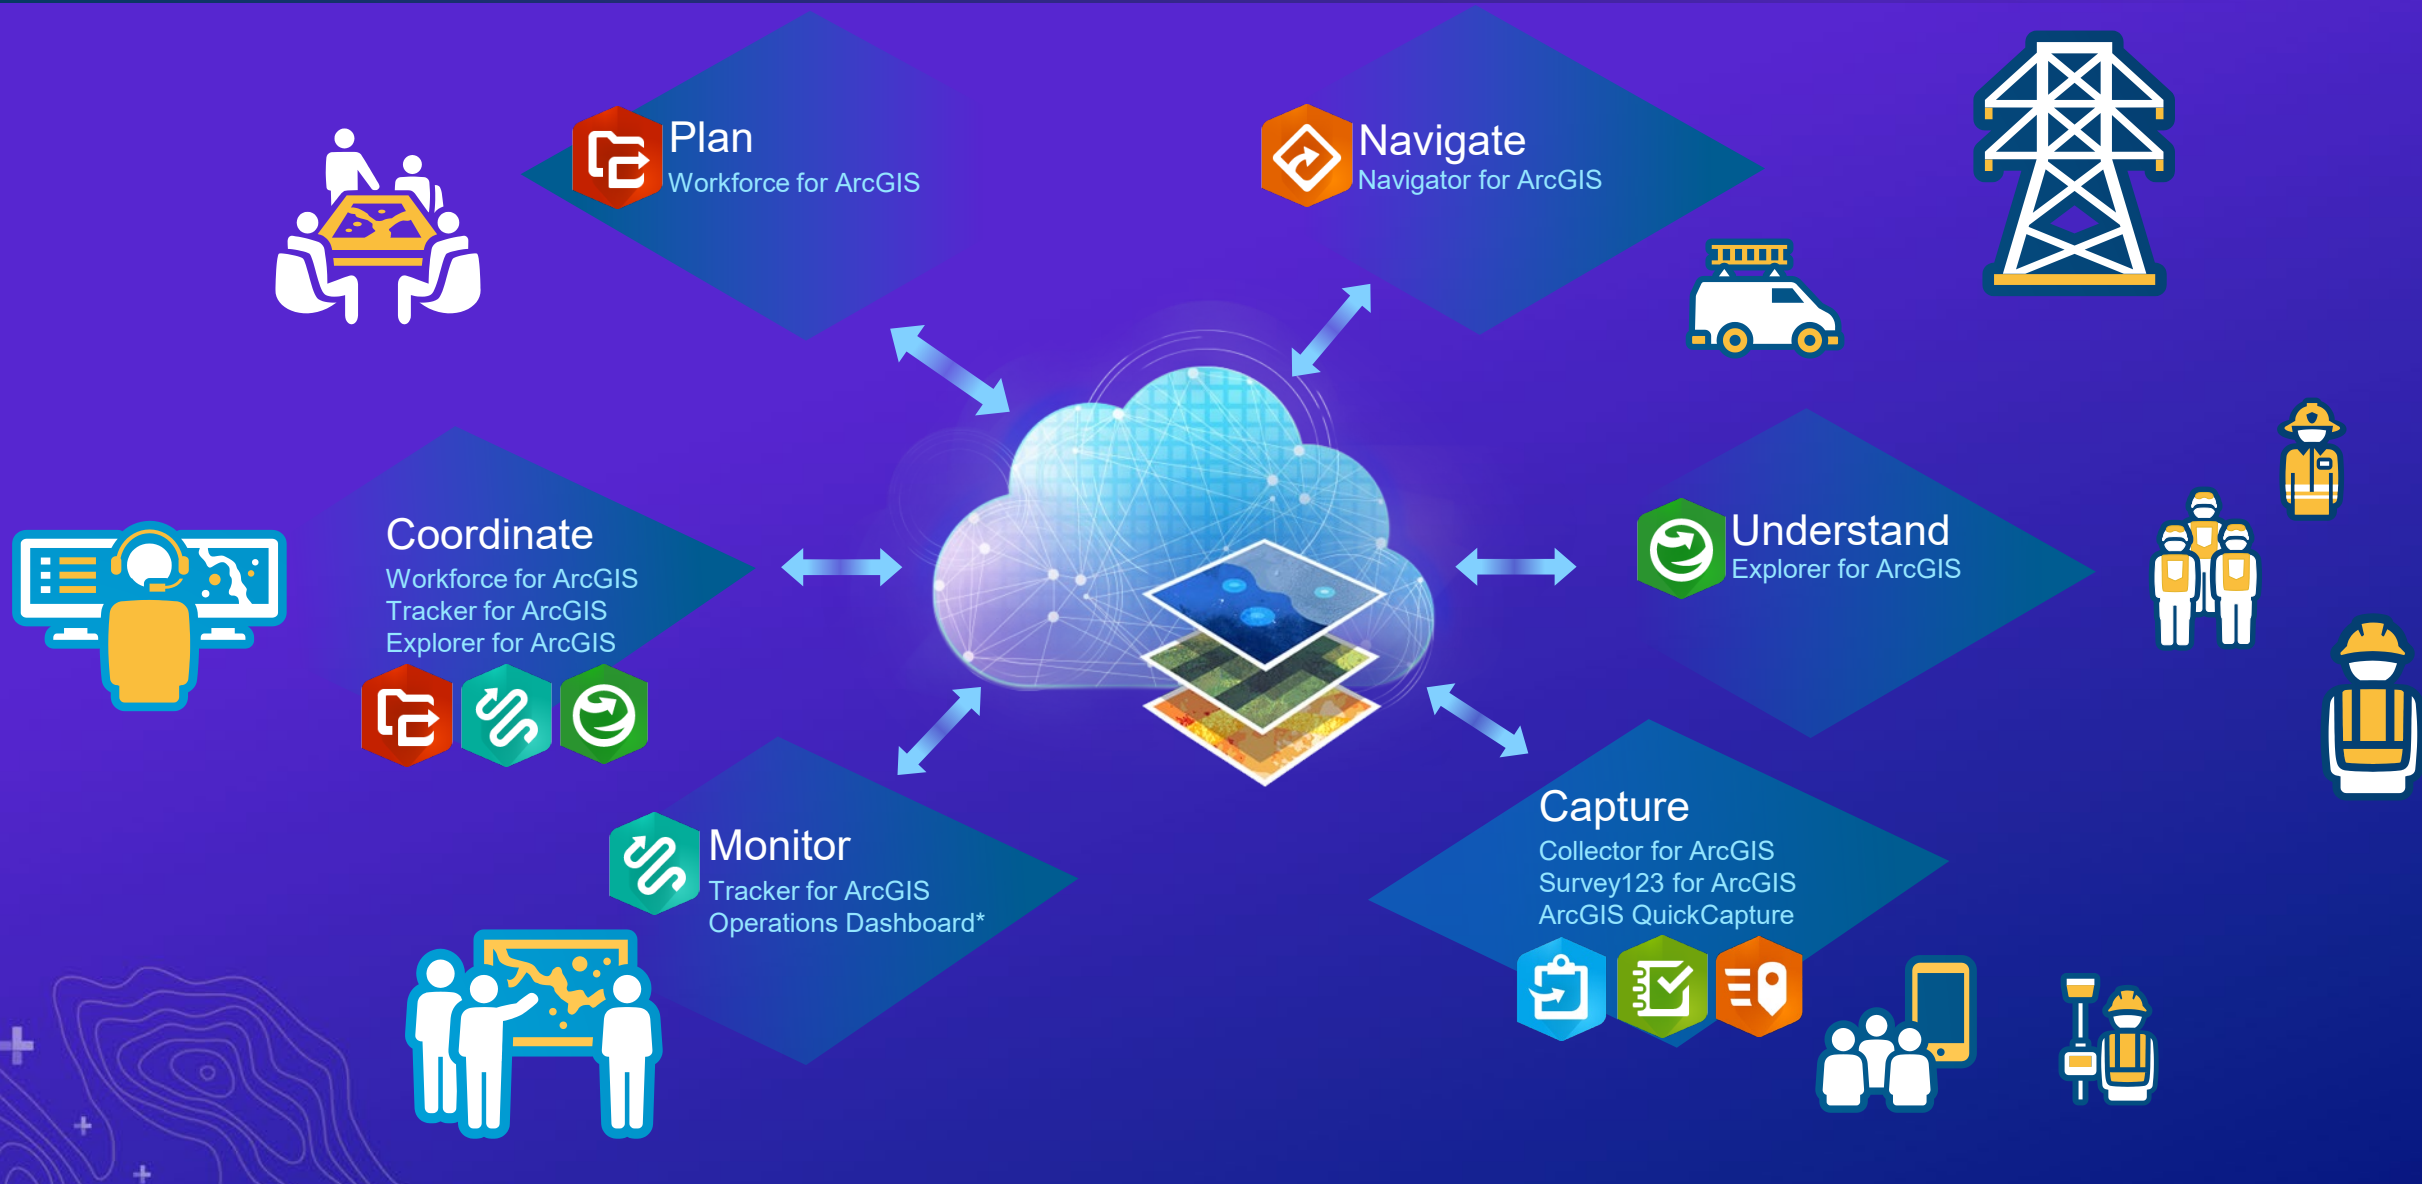 Plan
Workforce for ArcGIS
Navigate
Navigator for ArcGIS
Coordinate
Workforce for ArcGIS
Tracker for ArcGIS
Explorer for ArcGIS
Understand
Explorer for ArcGIS
Monitor
Tracker for ArcGIS
Operations Dashboard*
Capture
Collector for ArcGIS
Survey123 for ArcGIS
ArcGIS QuickCapture